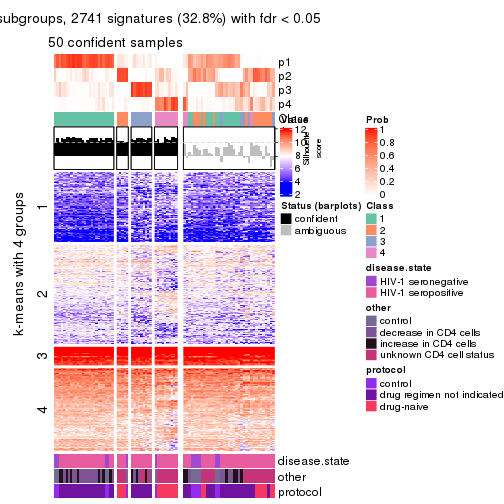 subgroups, 2741 signatures (32.8%) with fdr < 0.05
50 confident samples
p1
p2
p3
p4
Class
Silhouette
score
k-means with 4 groups
1
2
3
4
disease.state
other
protocol
Value
12
10
8
6
4
2
Status (barplots)
confident
ambiguous
Prob
1
0.8
0.6
0.4
0.2
0
Class
1
2
3
4
disease.state
HIV-1 seronegative
HIV-1 seropositive
other
control
decrease in CD4 cells
increase in CD4 cells
unknown CD4 cell status
protocol
control
drug regimen not indicated
drug-naive